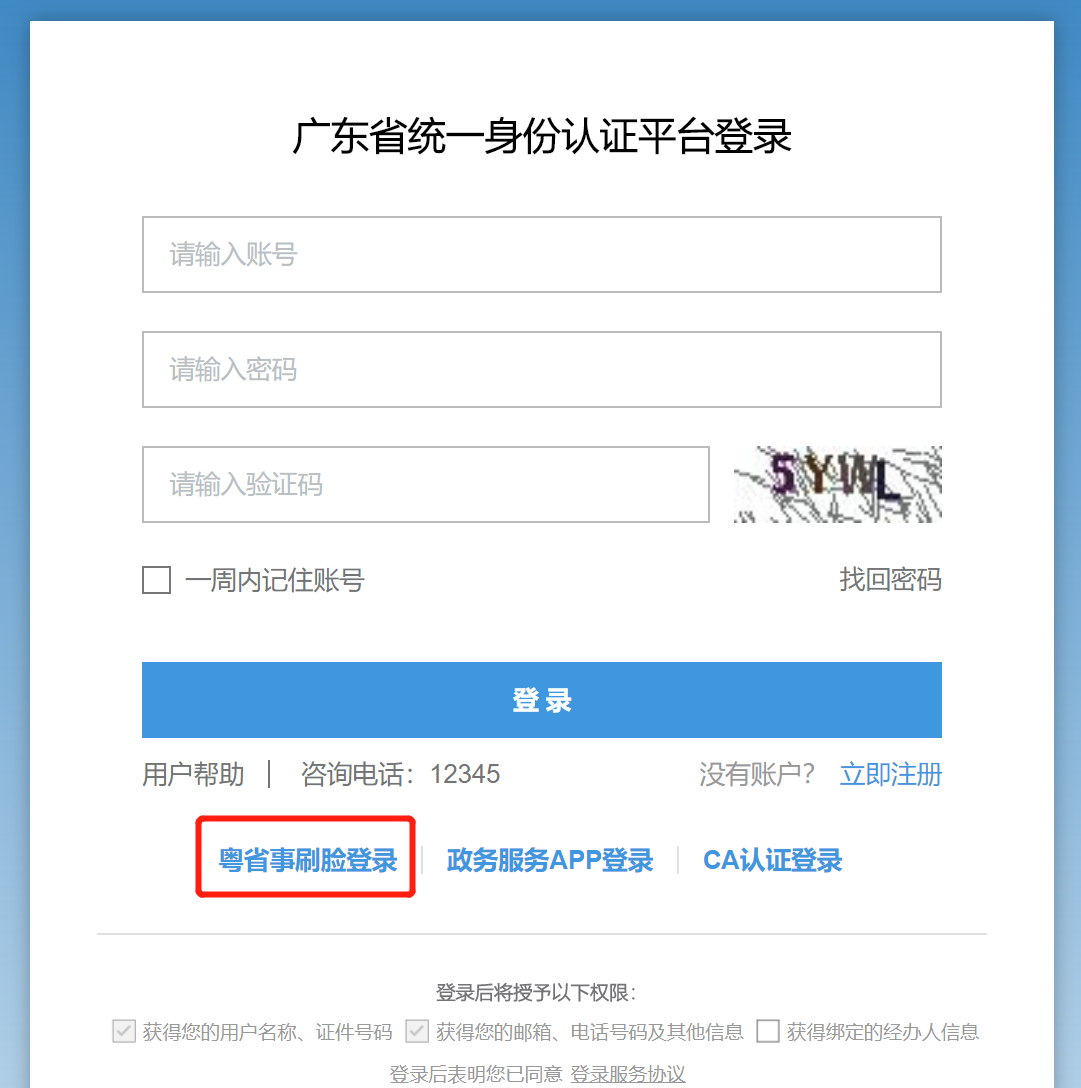 广东省统一身份认证平台登录
请输入账号
请输入密码
请输入验证码 5YWL
一周内记住账号 找回密码
登 录
用户帮助 | 咨询电话：12345 没有账户？ 立即注册
粤省事刷脸登录 | 政务服务APP登录 | CA认证登录
登录后将授予以下权限：
获得您的用户名称、证件号码 获得您的邮箱、电话号码及其他信息 获得绑定的经办人信息
登录后表明您已同意 登录服务协议